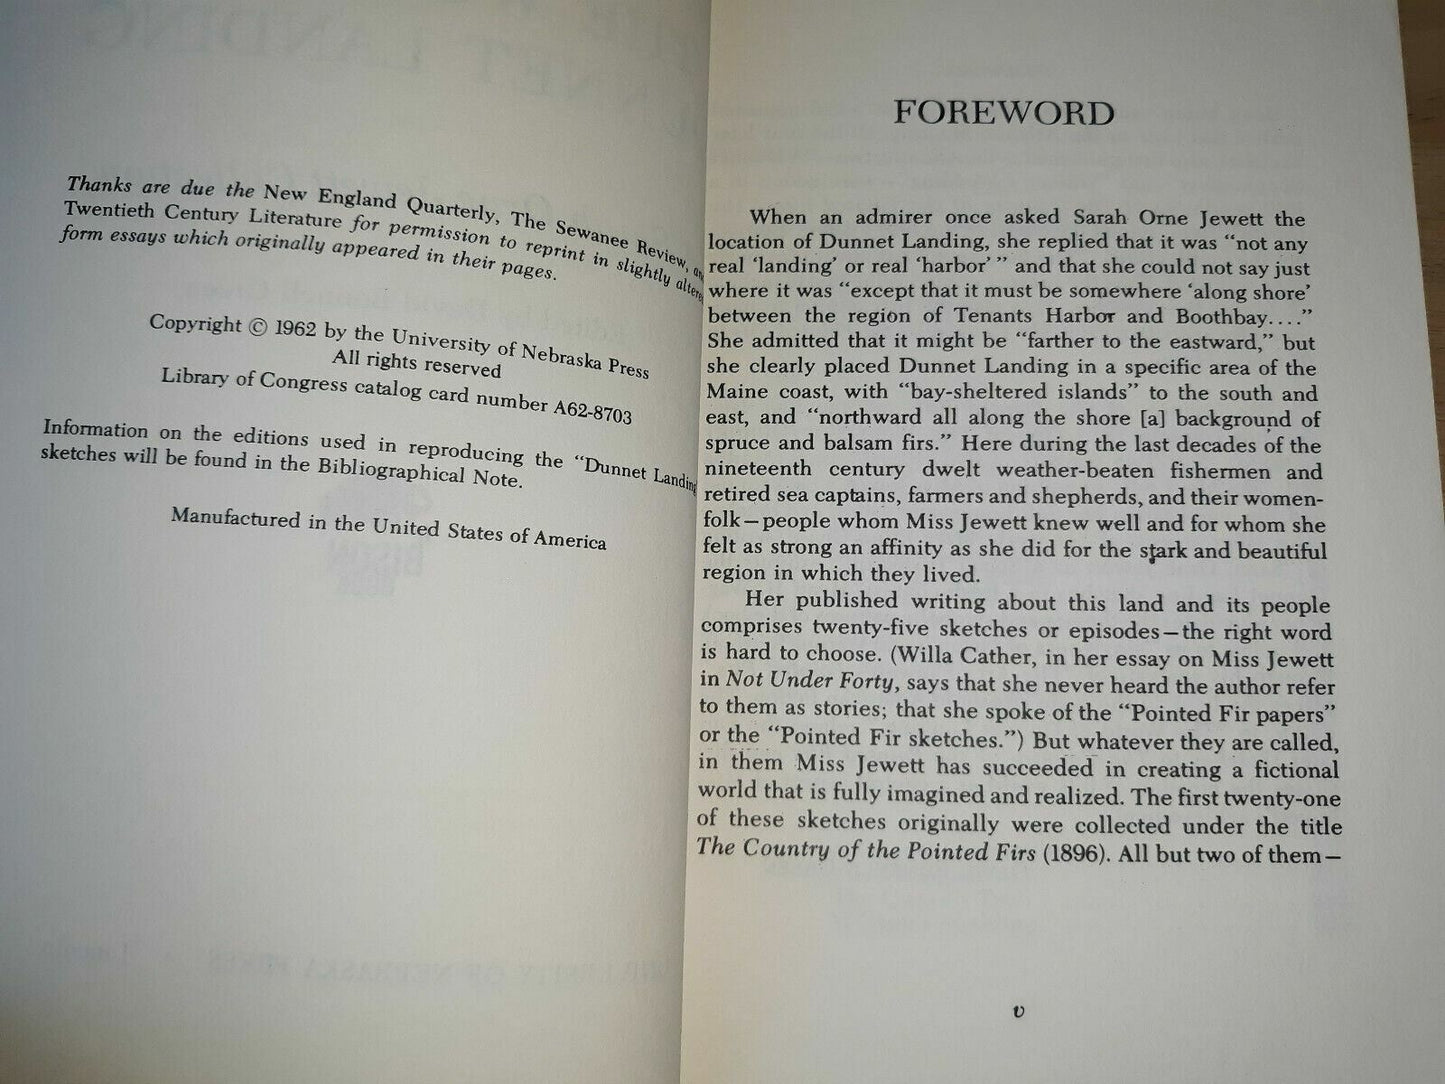 Thanks are due the New England Quarterly, The Sewanee Review,
Twentieth Century Literature for permission to reprint in slightly
form essays which originally appeared in their pages.
Copyright © 1962 by the University of Nebraska Press
All rights reserved
Library of Congress catalog card number A62-8703
Information on the editions used in reproducing the “Dunnet Landing
sketches will be found in the Bibliographical Note.
Manufactured in the United States of America
FOREWORD
When an admirer once asked Sarah Orne Jewett the
location of Dunnet Landing, she replied that it was “not any
real ‘landing’ or real ‘harbor’ ” and that she could not say just
where it was “except that it must be somewhere ‘along shore’
between the region of Tenants Harbor and Boothbay....”
She admitted that it might be “farther to the eastward,” but
she clearly placed Dunnet Landing in a specific area of the
Maine coast, with “bay-sheltered islands” to the south and
east, and “northward all along the shore [a] background of
spruce and balsam firs.” Here during the last decades of the
nineteenth century dwelt weather-beaten fishermen and
retired sea captains, farmers and shepherds, and their women-
folk—people whom Miss Jewett knew well and for whom she
felt as strong an affinity as she did for the stark and beautiful
region in which they lived.
Her published writing about this land and its people
comprises twenty-five sketches or episodes—the right word
is hard to choose. (Willa Cather, in her essay on Miss Jewett
in Not Under Forty, says that she never heard the author refer
to them as stories; that she spoke of the “Pointed Fir papers”
or the “Pointed Fir sketches.”) But whatever they are called,
in them Miss Jewett has succeeded in creating a fictional
world that is fully imagined and realized. The first twenty-one
of these sketches originally were collected under the title
The Country of the Pointed Firs (1896). All but two of them—
v